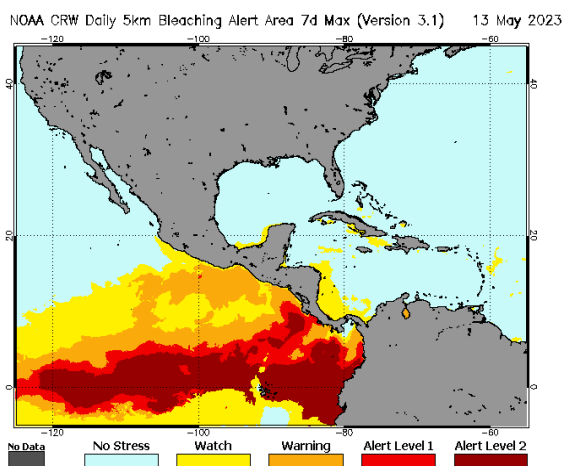 NOAA CRW Daily 5km Bleaching Alert Area 7d Max (Version 3.1) 13 May 2023
-120 -100 -80 -60
40 40
20 20
0 0
-120 -100 -80 -60
No Data No Stress Watch Warning Alert Level 1 Alert Level 2